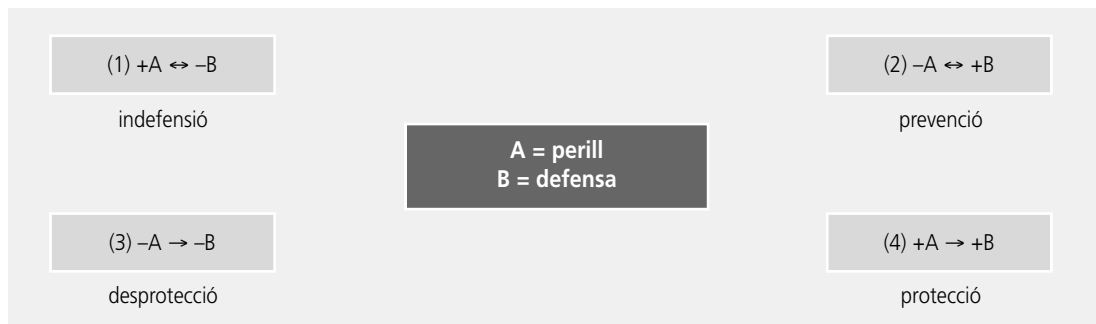 (1) +A ↔ –B
indefensió
(2) –A ↔ +B
prevenció
A = perill
B = defensa
(3) –A → –B
desprotecció
(4) +A → +B
protecció